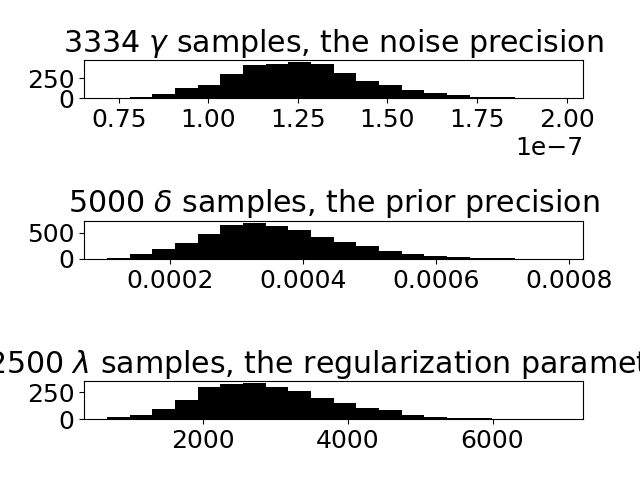 3334 γ samples, the noise precision
250
0
0.75 1.00 1.25 1.50 1.75 2.00
1e−7
5000 δ samples, the prior precision
500
0
0.0002 0.0004 0.0006 0.0008
2500 λ samples, the regularization paramet
250
0
2000 4000 6000